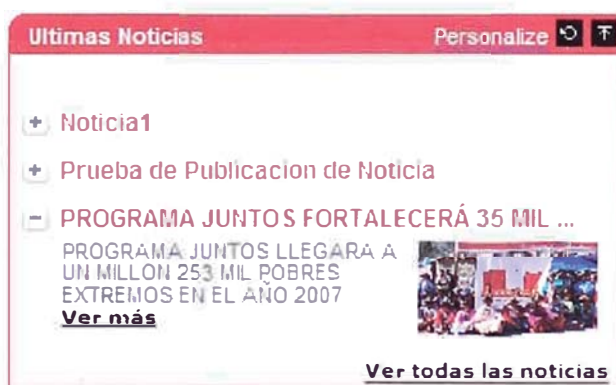 Ultimas Noticias Personalize
Noticia1
Prueba de Publicacion de Noticia
PROGRAMA JUNTOS FORTALECERÁ 35 MIL ...
PROGRAMA JUNTOS LLEGARA A
UN MILLON 253 MIL POBRES
EXTREMOS EN EL AÑO 2007
Ver más
Ver todas las noticias